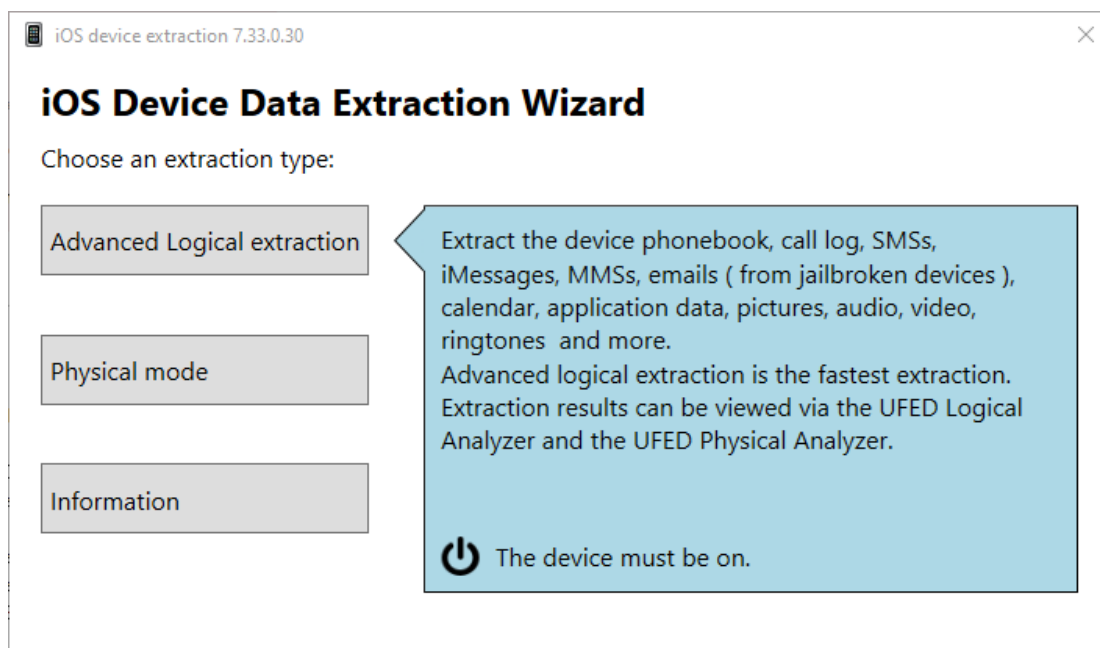 iOS device extraction 7.33.0.30
iOS Device Data Extraction Wizard
Choose an extraction type:
Advanced Logical extraction
Extract the device phonebook, call log, SMSs,
iMessages, MMSs, emails ( from jailbroken devices ),
calendar, application data, pictures, audio, video,
ringtones  and more.
Advanced logical extraction is the fastest extraction.
Extraction results can be viewed via the UFED Logical
Analyzer and the UFED Physical Analyzer.
The device must be on.
Physical mode
Information